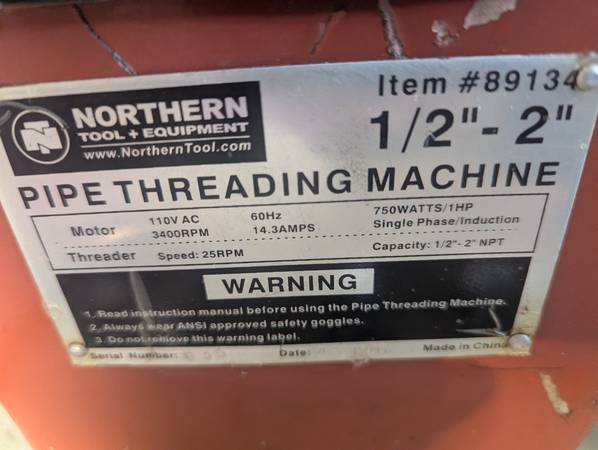 Item #89134
NORTHERN
TOOL + EQUIPMENT
www.NorthernTool.com
1/2"- 2"
PIPE THREADING MACHINE
Motor 110V AC 60Hz 750WATTS/1HP
3400RPM 14.3AMPS Single Phase/Induction
Threader Speed: 25RPM Capacity: 1/2"- 2" NPT
WARNING
1. Read instruction manual before using the Pipe Threading Machine.
2. Always wear ANSI approved safety goggles.
3. Do not remove this warning label.
Serial Number: Date: Made in China